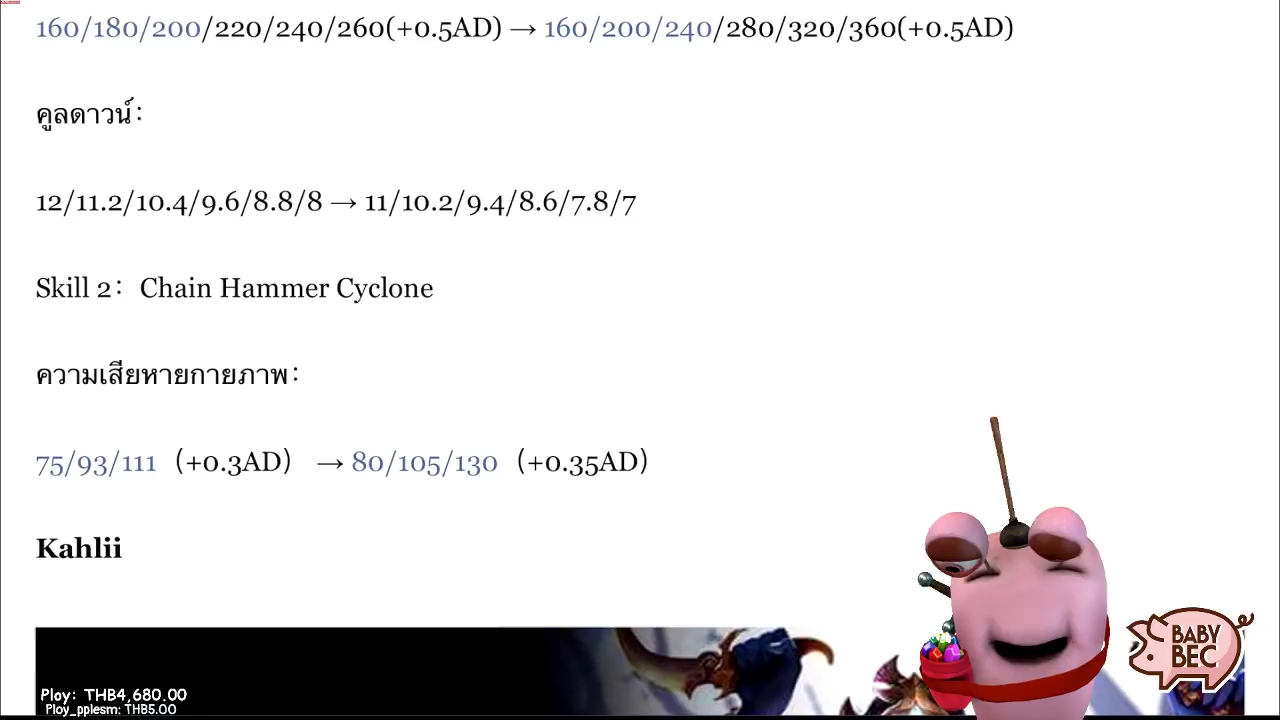 160/180/200/220/240/260(+0.5AD) → 160/200/240/280/320/360(+0.5AD)
คูลดาวน์：
12/11.2/10.4/9.6/8.8/8 → 11/10.2/9.4/8.6/7.8/7
Skill 2：Chain Hammer Cyclone
ความเสียหายกายภาพ：
75/93/111（+0.3AD） → 80/105/130（+0.35AD）
Kahlii
BABY
BEC
Ploy: THB4,680.00
Ploy_pplesm: THB5.00